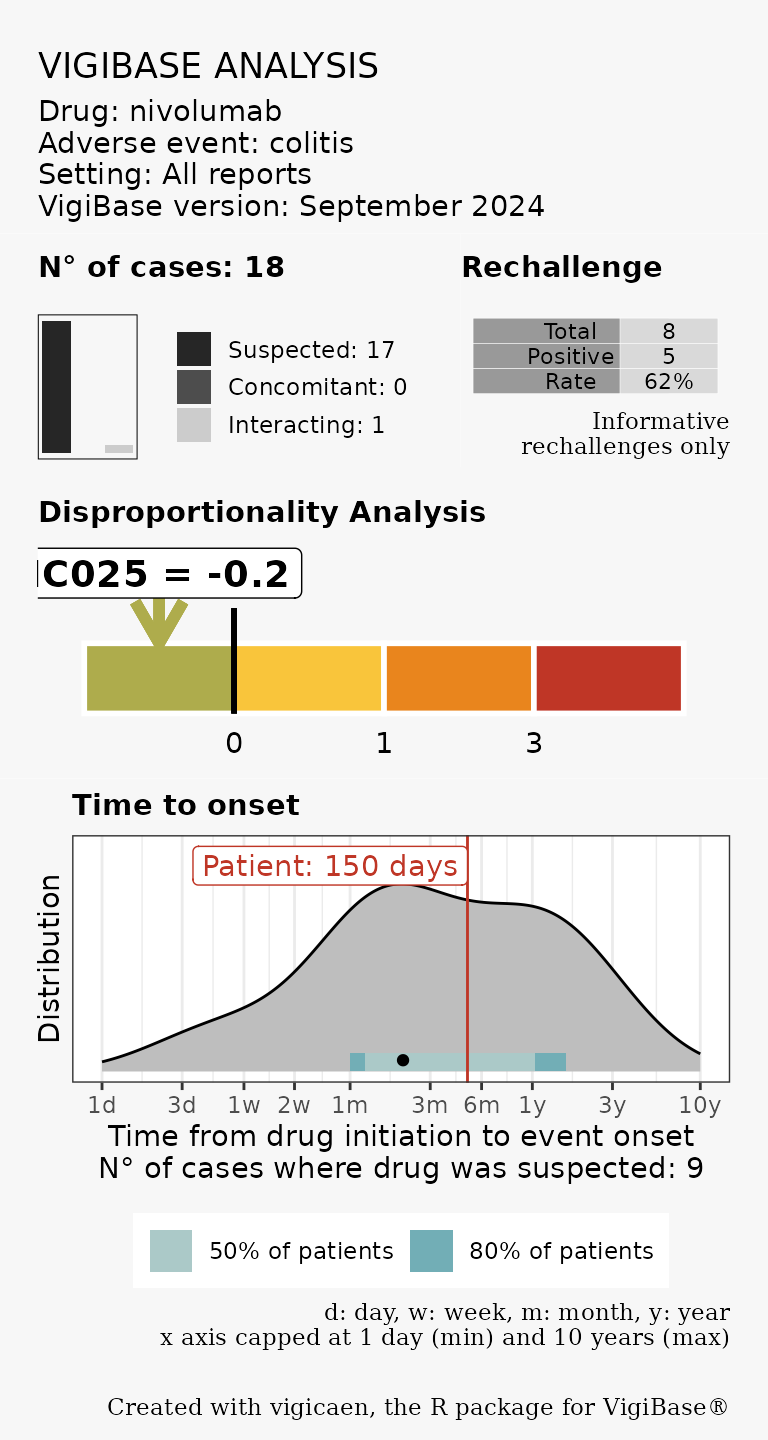 VIGIBASE ANALYSIS
Drug: nivolumab
Adverse event: colitis
Setting: All reports
VigiBase version: September 2024
N° of cases: 18
Suspected: 17
Concomitant: 0
Interacting: 1
Rechallenge
Total 8
Positive 5
Rate 62%
Informative
rechallenges only
Disproportionality Analysis
IC025 = -0.2
0 1 3
Time to onset
Patient: 150 days
Distribution
1d 3d 1w 2w 1m 3m 6m 1y 3y 10y
Time from drug initiation to event onset
N° of cases where drug was suspected: 9
50% of patients 80% of patients
d: day, w: week, m: month, y: year
x axis capped at 1 day (min) and 10 years (max)
Created with vigicaen, the R package for VigiBase®